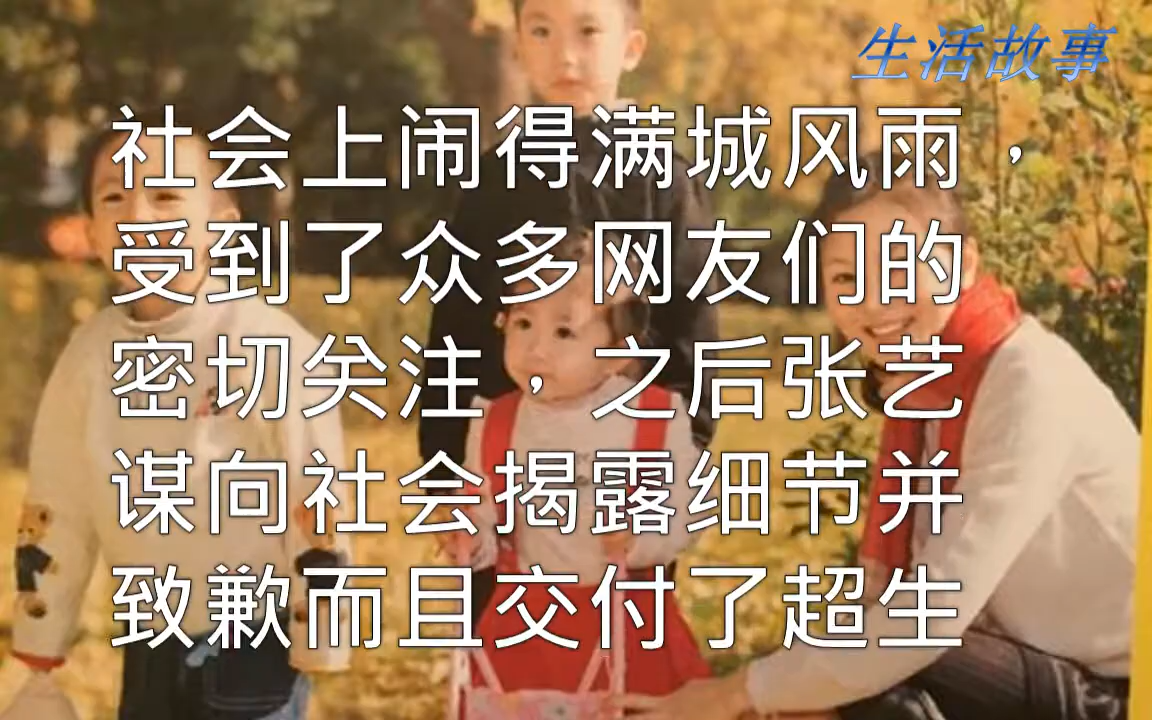 生活故事
社会上闹得满城风雨，
受到了众多网友们的
密切关注，之后张艺
谋向社会揭露细节并
致歉而且交付了超生